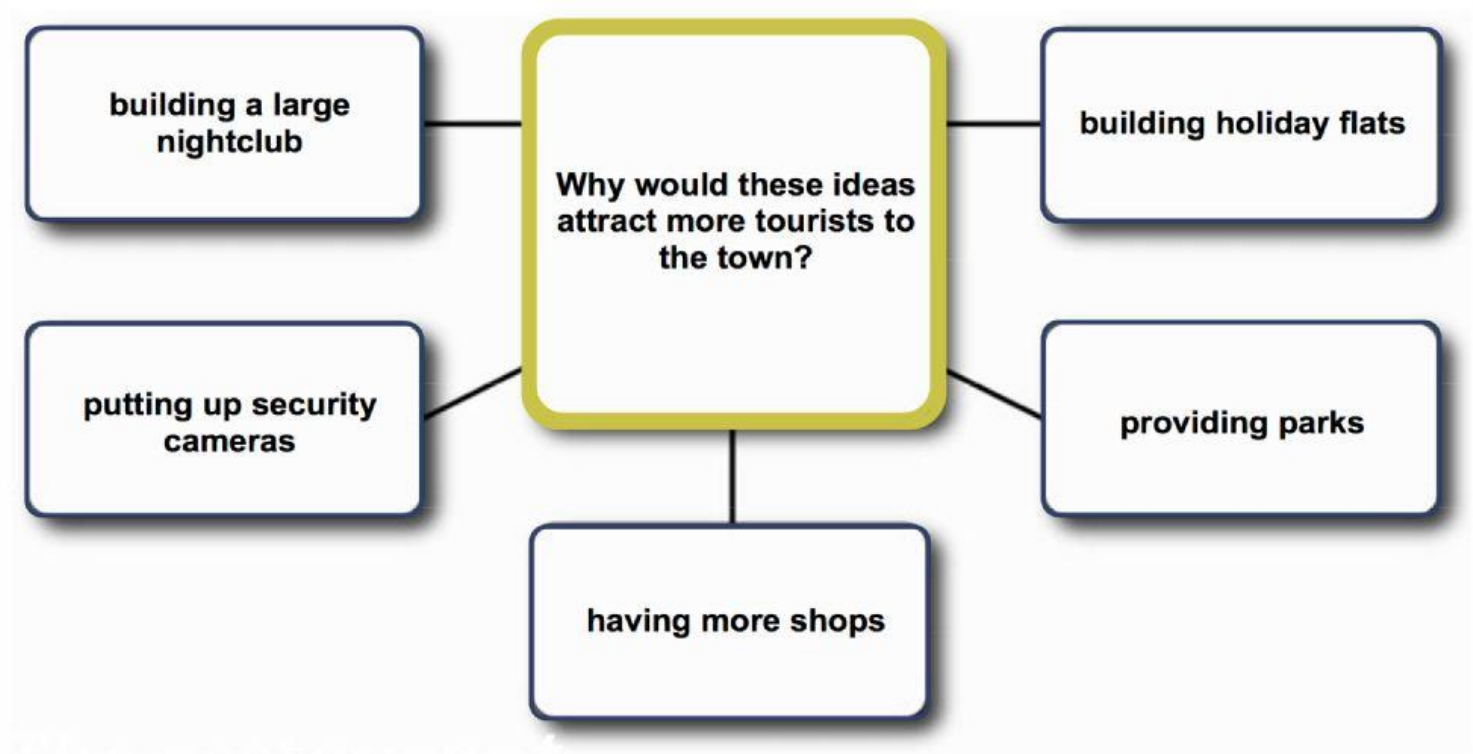 building a large
nightclub
Why would these ideas
attract more tourists to
the town?
building holiday flats
putting up security
cameras
providing parks
having more shops